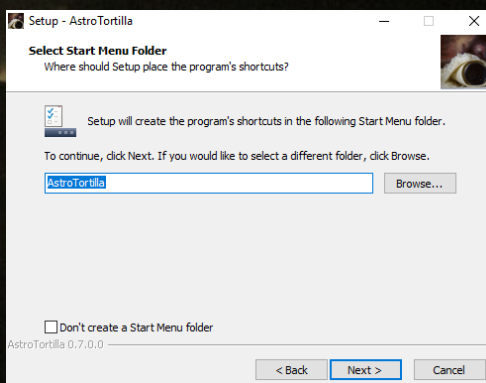 Setup - AstroTortilla
Select Start Menu Folder
Where should Setup place the program's shortcuts?
Setup will create the program's shortcuts in the following Start Menu folder.
To continue, click Next. If you would like to select a different folder, click Browse.
AstroTortilla
Browse...
Don't create a Start Menu folder
AstroTortilla 0.7.0.0
< Back
Next >
Cancel